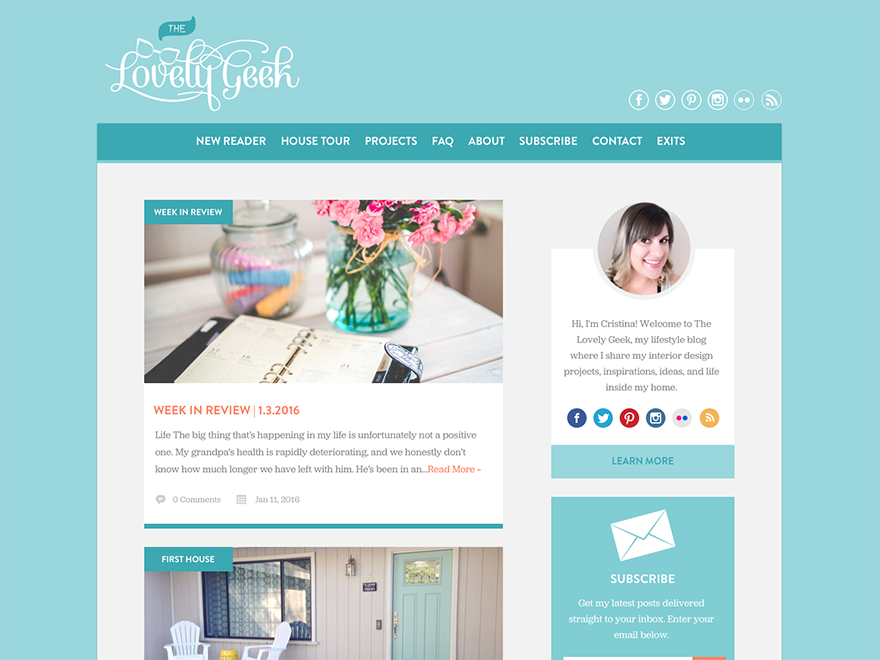 THE
Lovely Geek
NEW READER HOUSE TOUR PROJECTS FAQ ABOUT SUBSCRIBE CONTACT EXITS
WEEK IN REVIEW
WEEK IN REVIEW | 1.3.2016
Life The big thing that's happening in my life is unfortunately not a positive
one. My grandpa's health is rapidly deteriorating, and we honestly don't
know how much longer we have left with him. He's been in an...Read More »
0 Comments Jan 11, 2016
FIRST HOUSE
Hi, I'm Cristina! Welcome to The
Lovely Geek, my lifestyle blog
where I share my interior design
projects, inspirations, ideas, and life
inside my home.
LEARN MORE
SUBSCRIBE
Get my latest posts delivered
straight to your inbox. Enter your
email below.